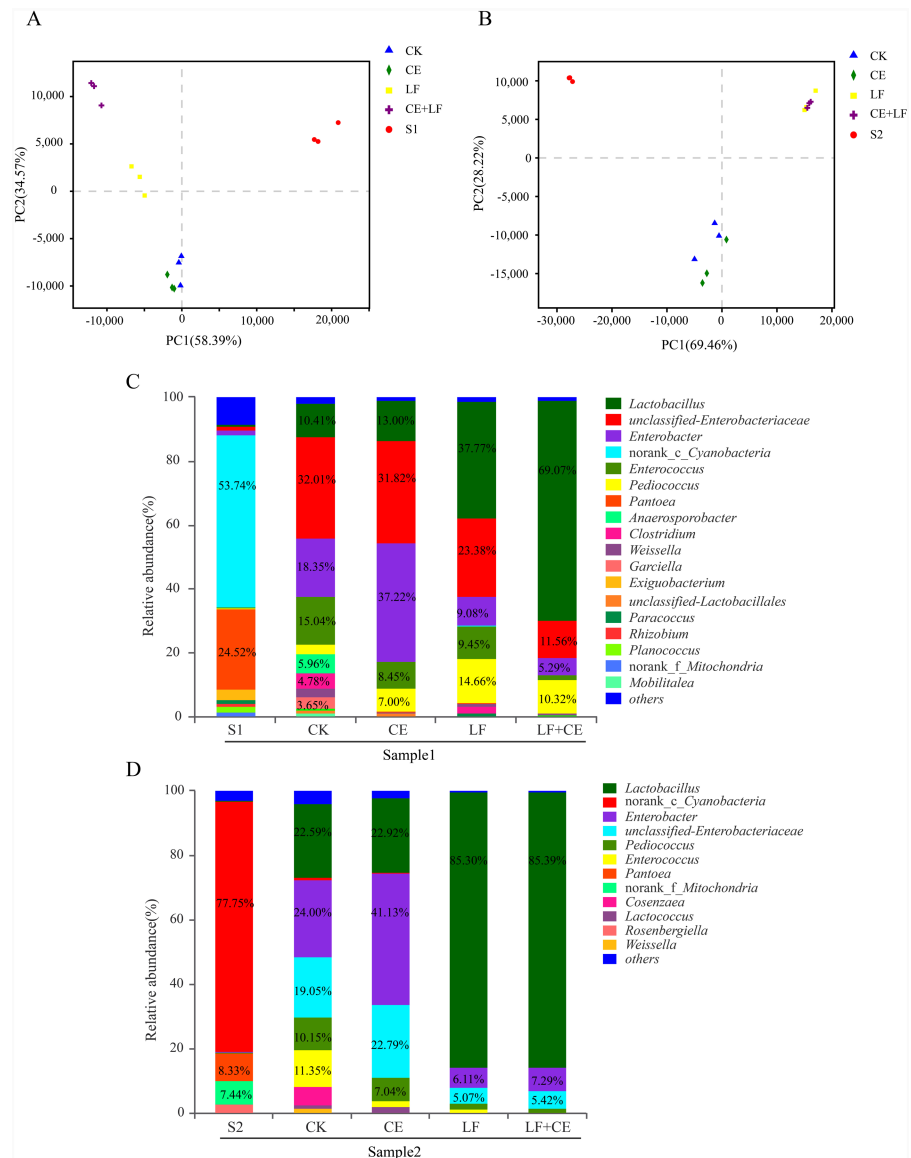 A
CK
CE
LF
CE+LF
S1
10,000
5,000
0
-5,000
-10,000
PC2(34.57%)
-10,000
0
10,000
20,000
PC1(58.39%)
B
CK
CE
LF
CE+LF
S2
10,000
5,000
0
-5,000
-10,000
-15,000
PC2(28.22%)
-30,000
-20,000
-10,000
0
10,000
20,000
PC1(69.46%)
C
100
80
60
40
20
0
Relative abundance(%)
53.74%
24.52%
10.41%
32.01%
18.35%
15.04%
5.96%
4.78%
3.65%
13.00%
31.82%
37.22%
8.45%
7.00%
37.77%
23.38%
9.08%
9.45%
14.66%
69.07%
11.56%
5.29%
10.32%
S1
CK
CE
LF
LF+CE
Sample1
Lactobacillus
unclassified-Enterobacteriaceae
Enterobacter
norank_c_Cyanobacteria
Enterococcus
Pediococcus
Pantoea
Anaerosporobacter
Clostridium
Weissella
Garciella
Exiguobacterium
unclassified-Lactobacillales
Paracoccus
Rhizobium
Planococcus
norank_f_Mitochondria
Mobilitalea
others
D
100
80
60
40
20
0
Relative abundance(%)
77.75%
8.33%
7.44%
22.59%
24.00%
19.05%
10.15%
11.35%
22.92%
41.13%
22.79%
7.04%
85.30%
6.11%
5.07%
85.39%
7.29%
5.42%
S2
CK
CE
LF
LF+CE
Sample2
Lactobacillus
norank_c_Cyanobacteria
Enterobacter
unclassified-Enterobacteriaceae
Pediococcus
Enterococcus
Pantoea
norank_f_Mitochondria
Cosenzaea
Lactococcus
Rosenbergiella
Weissella
others